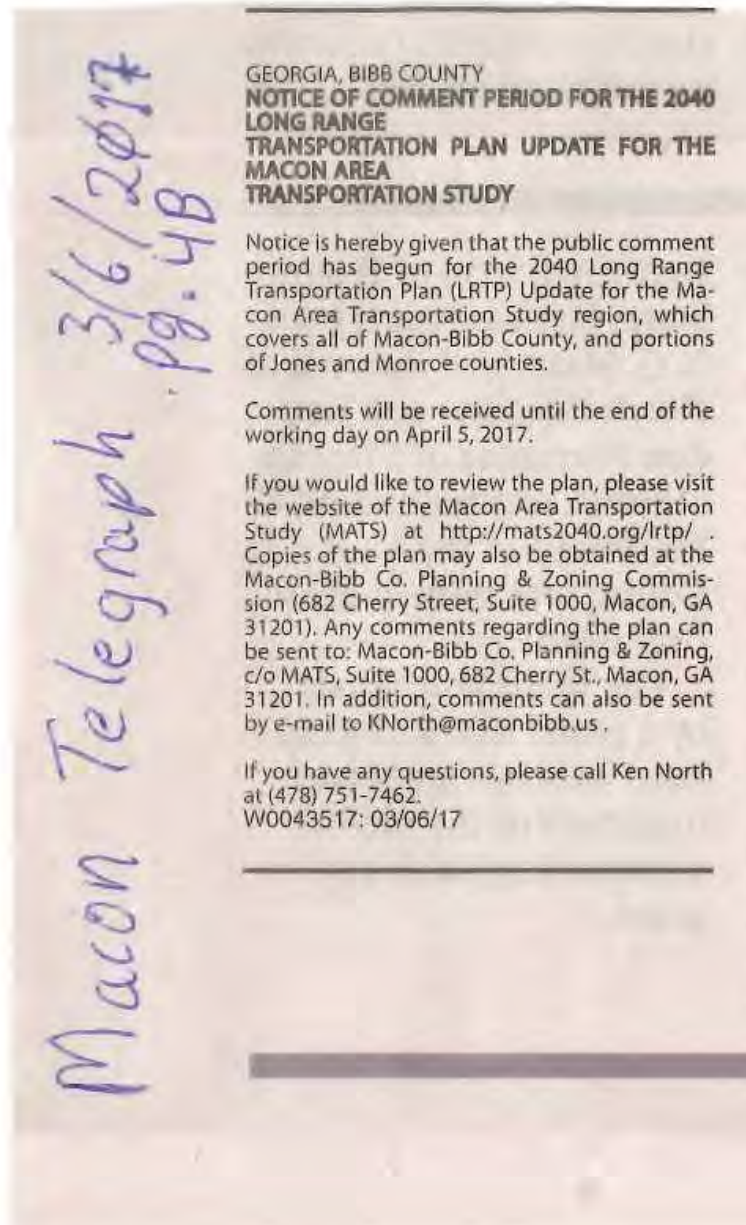 Macon Telegraph 3/6/2017
pg. 4B
GEORGIA, BIBB COUNTY
NOTICE OF COMMENT PERIOD FOR THE 2040
LONG RANGE
TRANSPORTATION PLAN UPDATE FOR THE
MACON AREA
TRANSPORTATION STUDY
Notice is hereby given that the public comment
period has begun for the 2040 Long Range
Transportation Plan (LRTP) Update for the Ma-
con Area Transportation Study region, which
covers all of Macon-Bibb County, and portions
of Jones and Monroe counties.
Comments will be received until the end of the
working day on April 5, 2017.
If you would like to review the plan, please visit
the website of the Macon Area Transportation
Study (MATS) at http://mats2040.org/lrtp/ .
Copies of the plan may also be obtained at the
Macon-Bibb Co. Planning & Zoning Commis-
sion (682 Cherry Street, Suite 1000, Macon, GA
31201). Any comments regarding the plan can
be sent to: Macon-Bibb Co. Planning & Zoning,
c/o MATS, Suite 1000, 682 Cherry St., Macon, GA
31201. In addition, comments can also be sent
by e-mail to KNorth@maconbibb.us .
If you have any questions, please call Ken North
at (478) 751-7462.
W0043517: 03/06/17